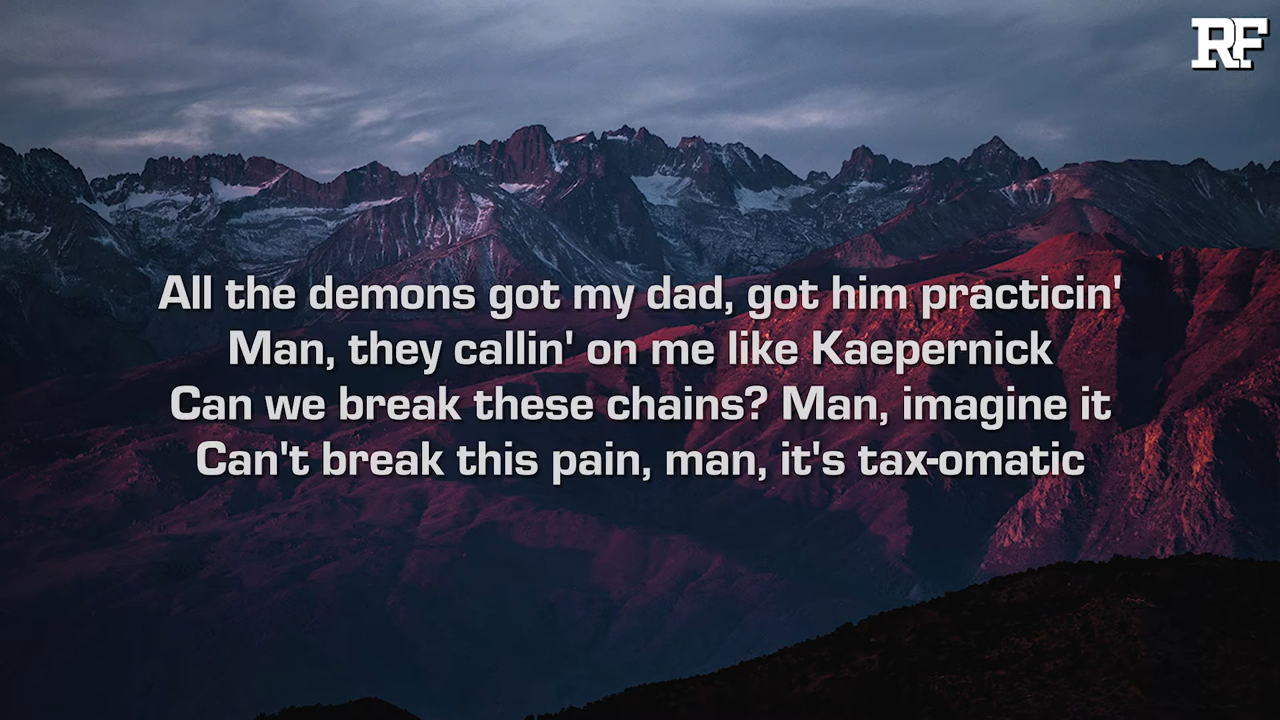 RF
All the demons got my dad, got him practicin'
Man, they callin' on me like Kaepernick
Can we break these chains? Man, imagine it
Can't break this pain, man, it's tax-omatic